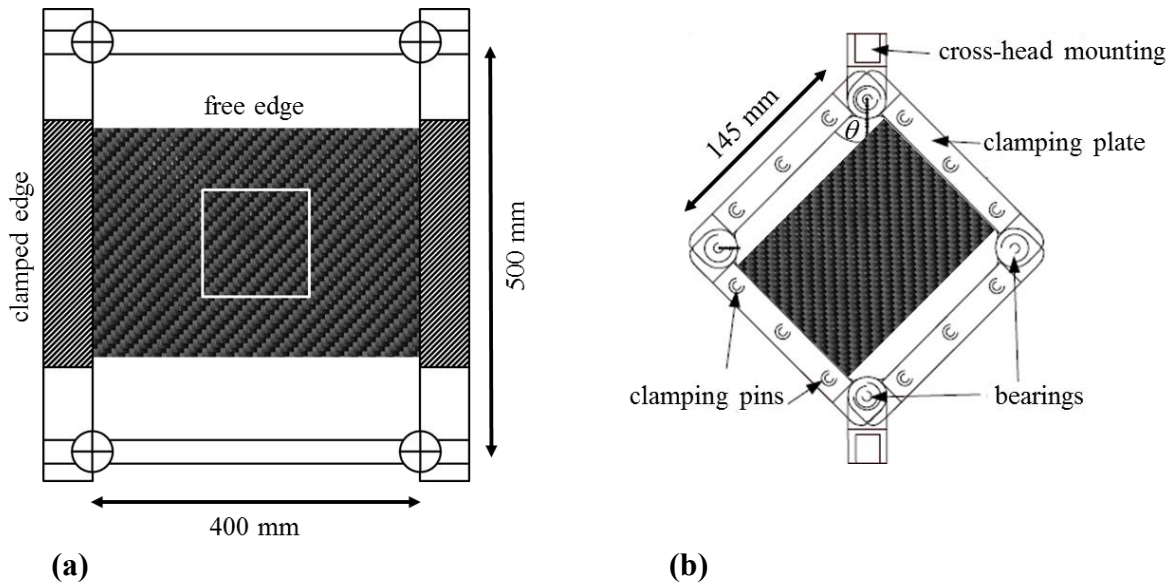 free edge
clamped edge
500 mm
400 mm
(a)
cross-head mounting
145 mm
θ
clamping plate
clamping pins
bearings
(b)